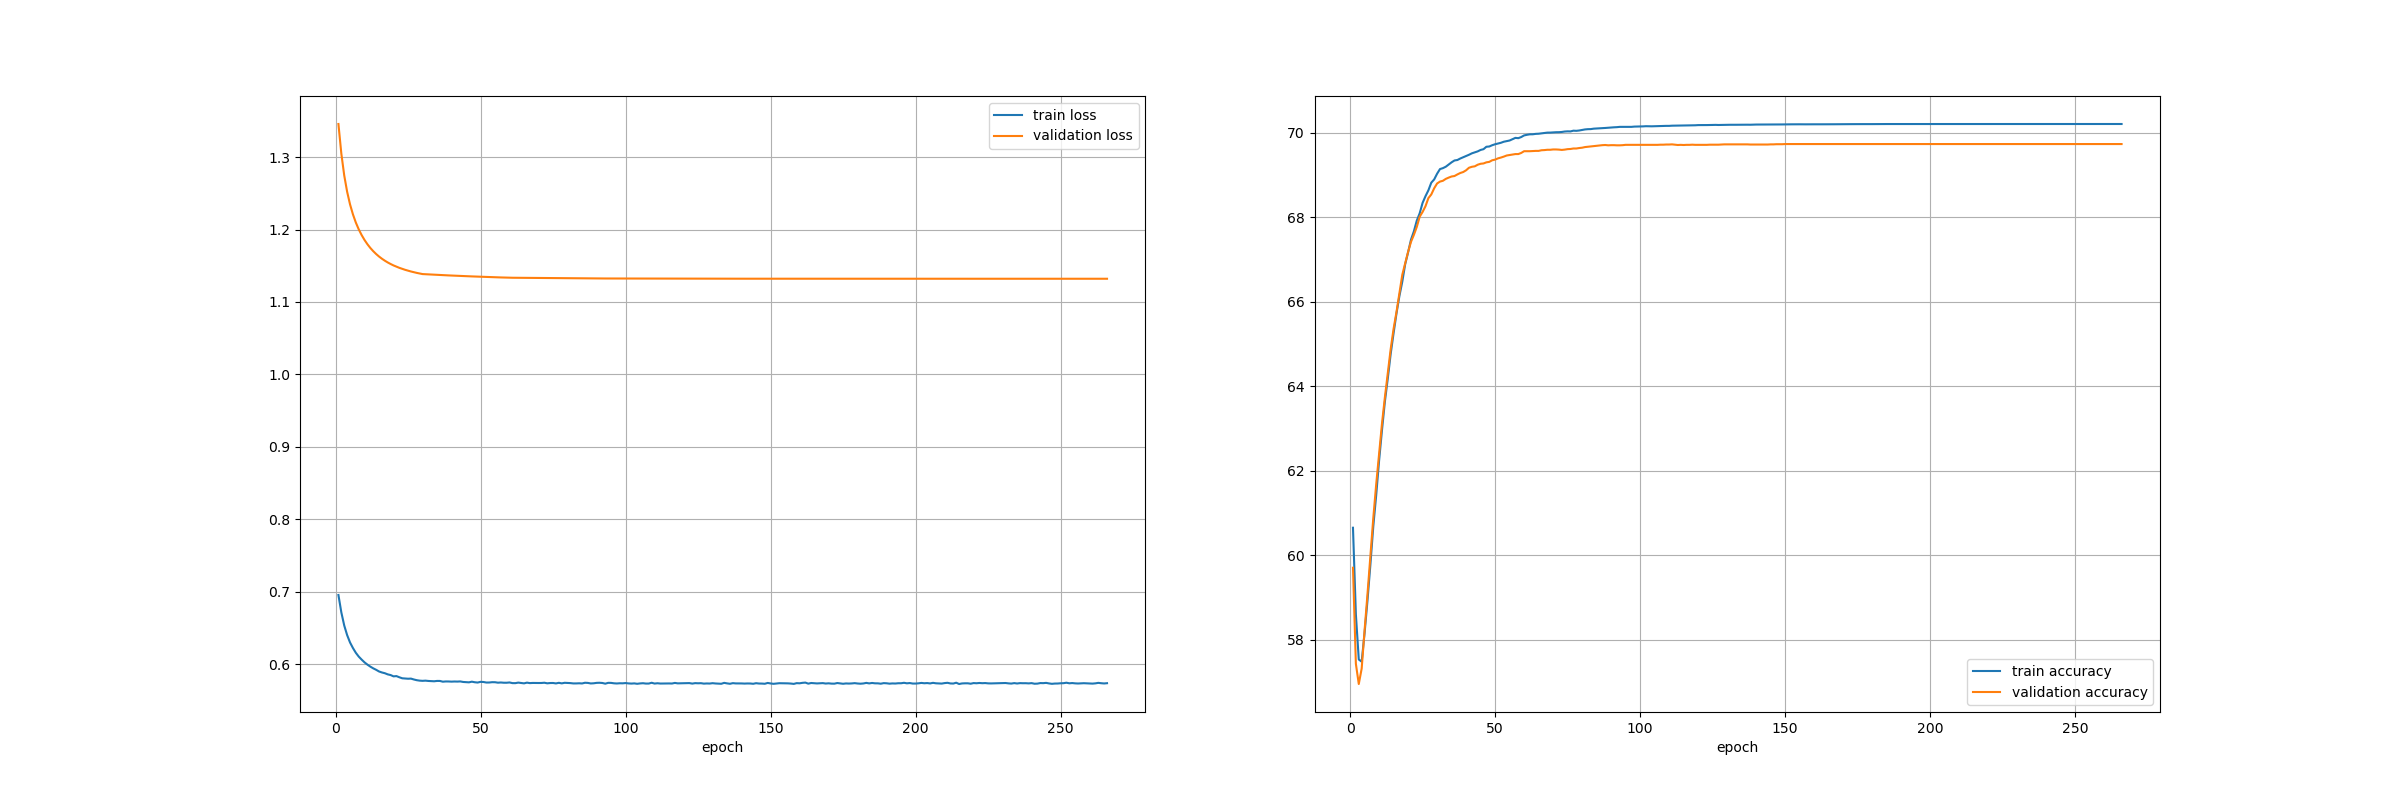 train loss
validation loss
1.3
1.2
1.1
1.0
0.9
0.8
0.7
0.6
0 50 100 150 200 250
epoch
70
68
66
64
62
60
58
train accuracy
validation accuracy
0 50 100 150 200 250
epoch